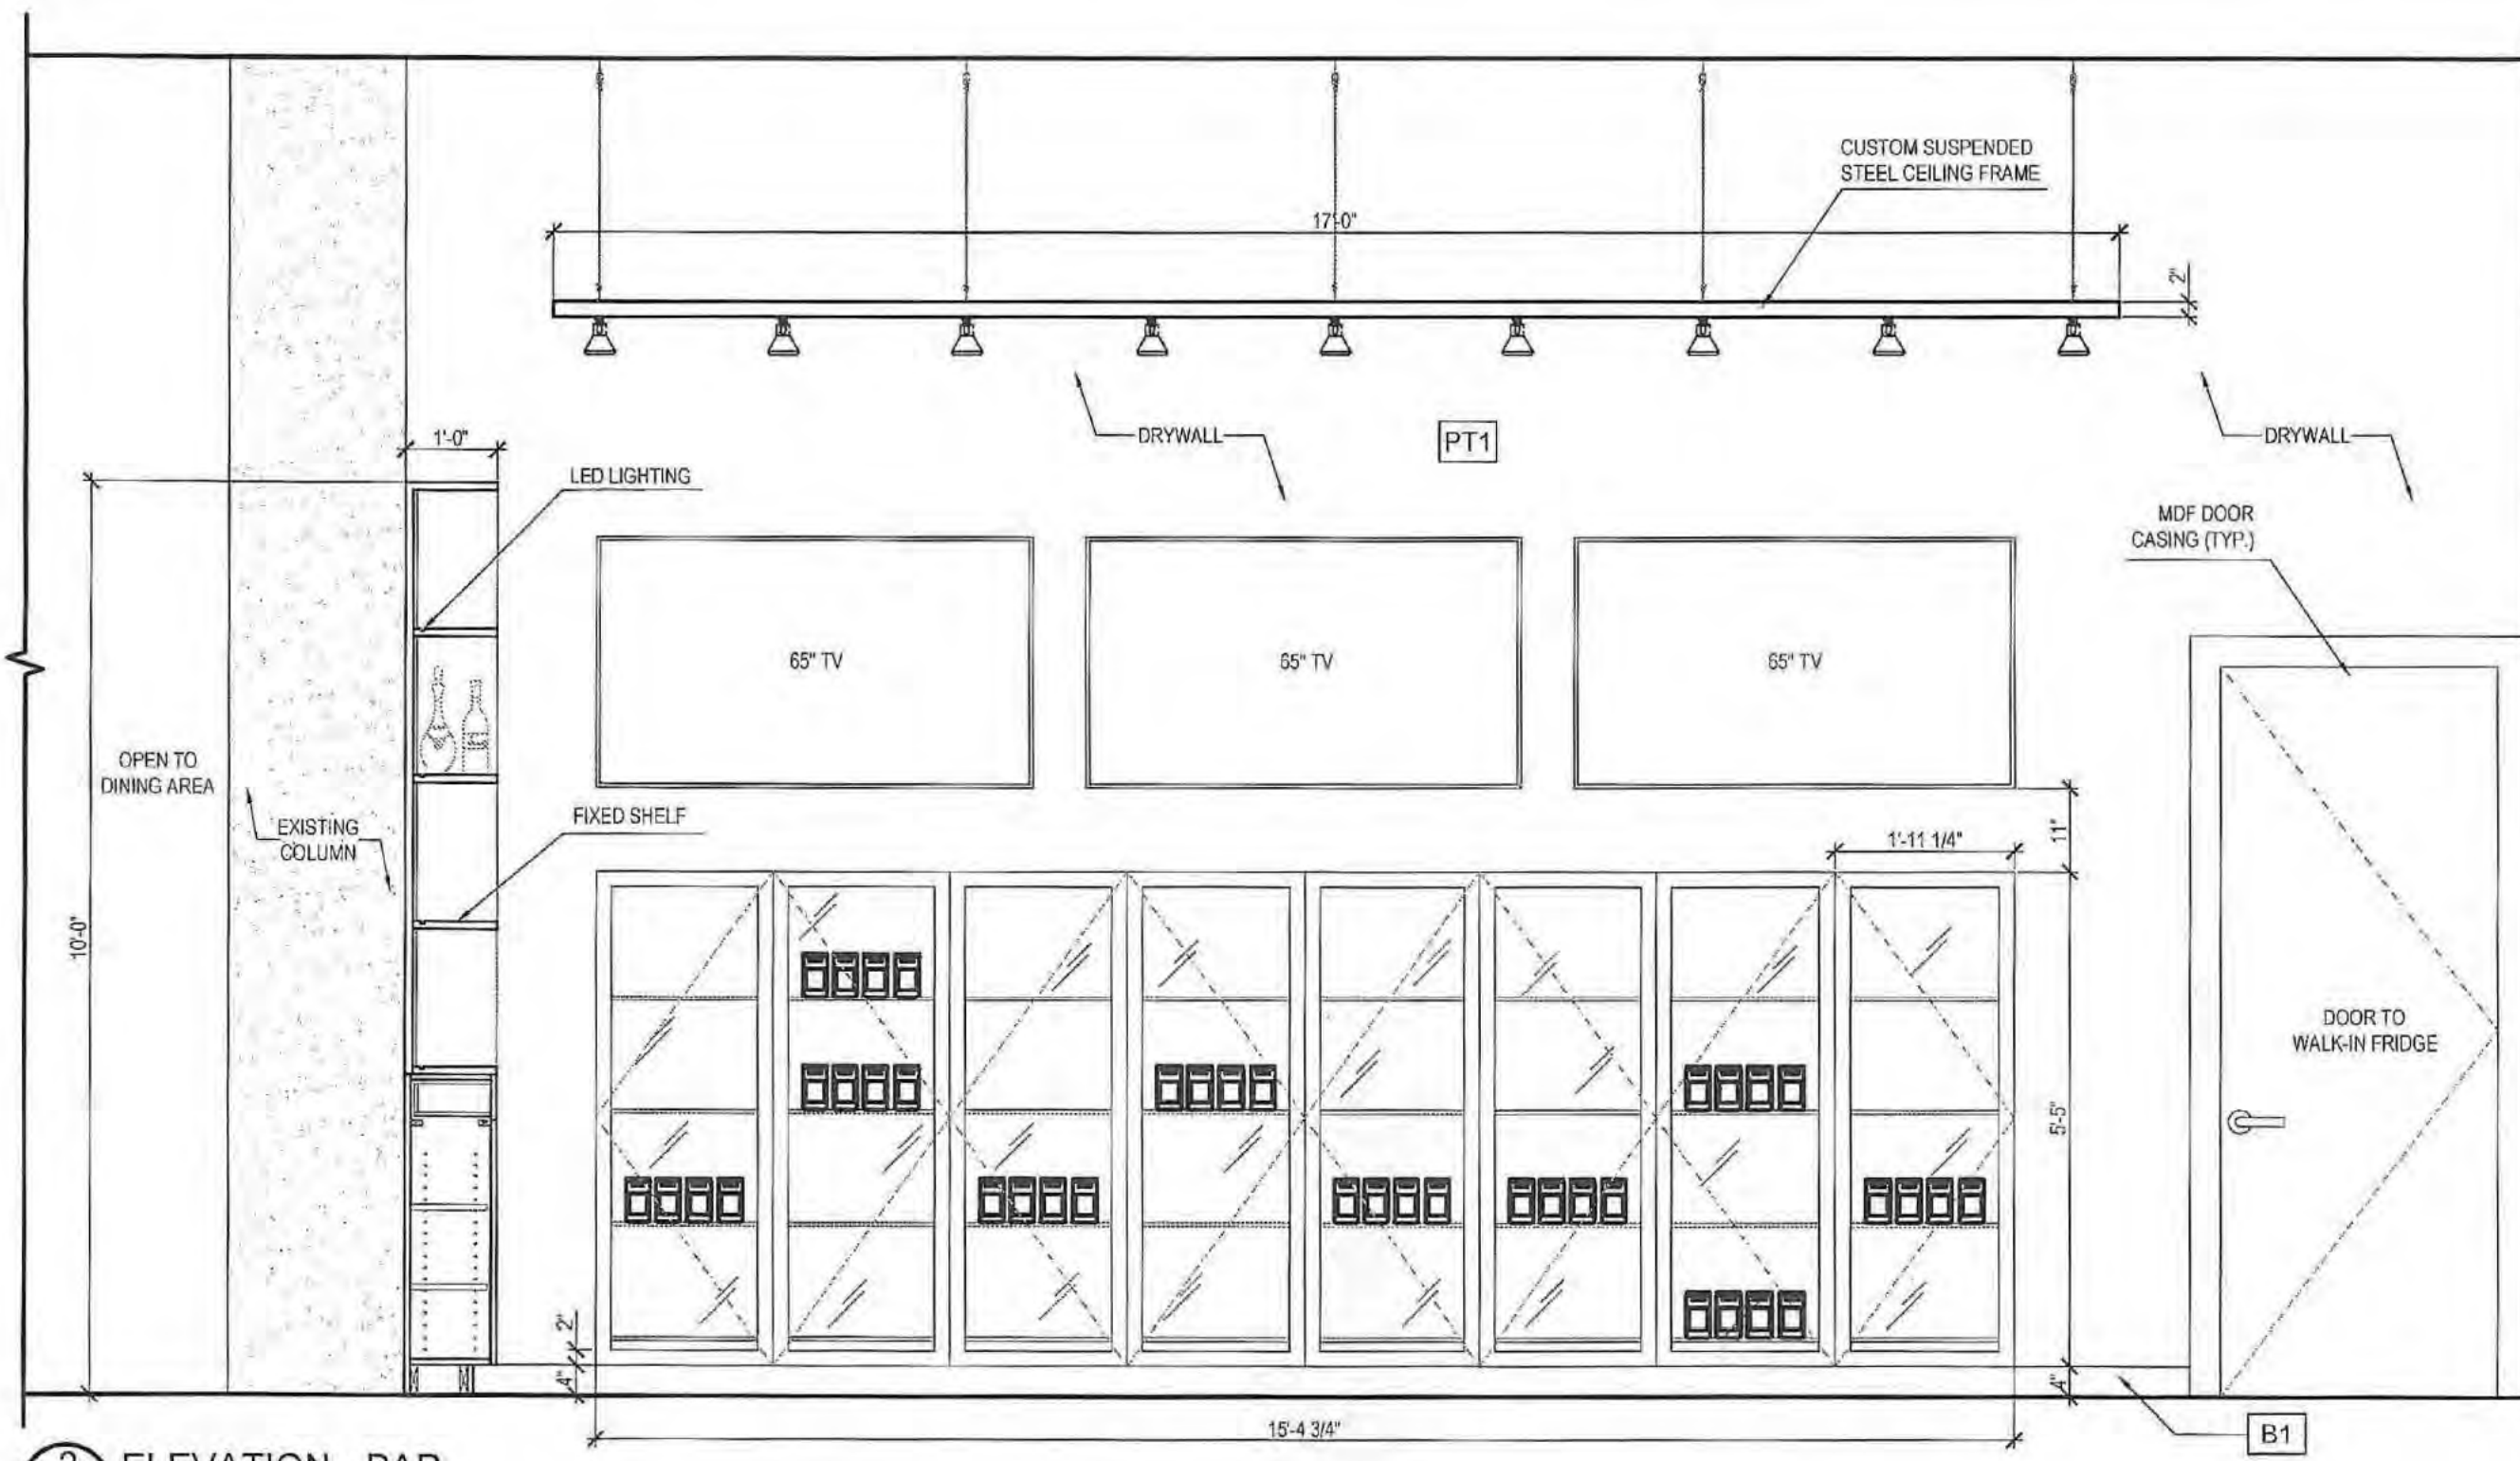 CUSTOM SUSPENDED
STEEL CEILING FRAME
17'-0"
2"
1'-0"
DRYWALL
PT1
DRYWALL
LED LIGHTING
MDF DOOR
CASING (TYP.)
65" TV
65" TV
65" TV
OPEN TO
DINING AREA
EXISTING
COLUMN
FIXED SHELF
11"
1'-11 1/4"
10'-0"
DOOR TO
WALK-IN FRIDGE
5'-5"
2"
4"
4"
15'-4 3/4"
B1
ELEVATION - BAR